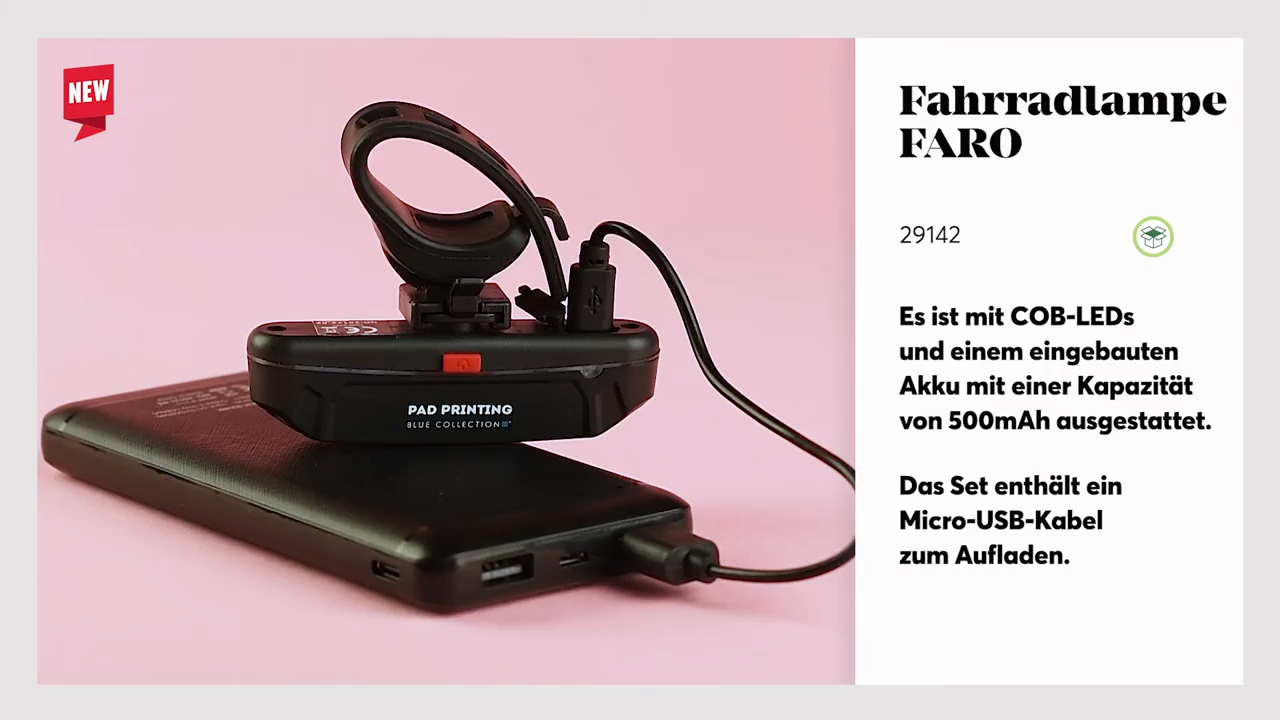 NEW
Fahrradlampe
FARO
29142
Es ist mit COB-LEDs
und einem eingebauten
Akku mit einer Kapazität
von 500mAh ausgestattet.
Das Set enthält ein
Micro-USB-Kabel
zum Aufladen.
PAD PRINTING
BLUE COLLECTION